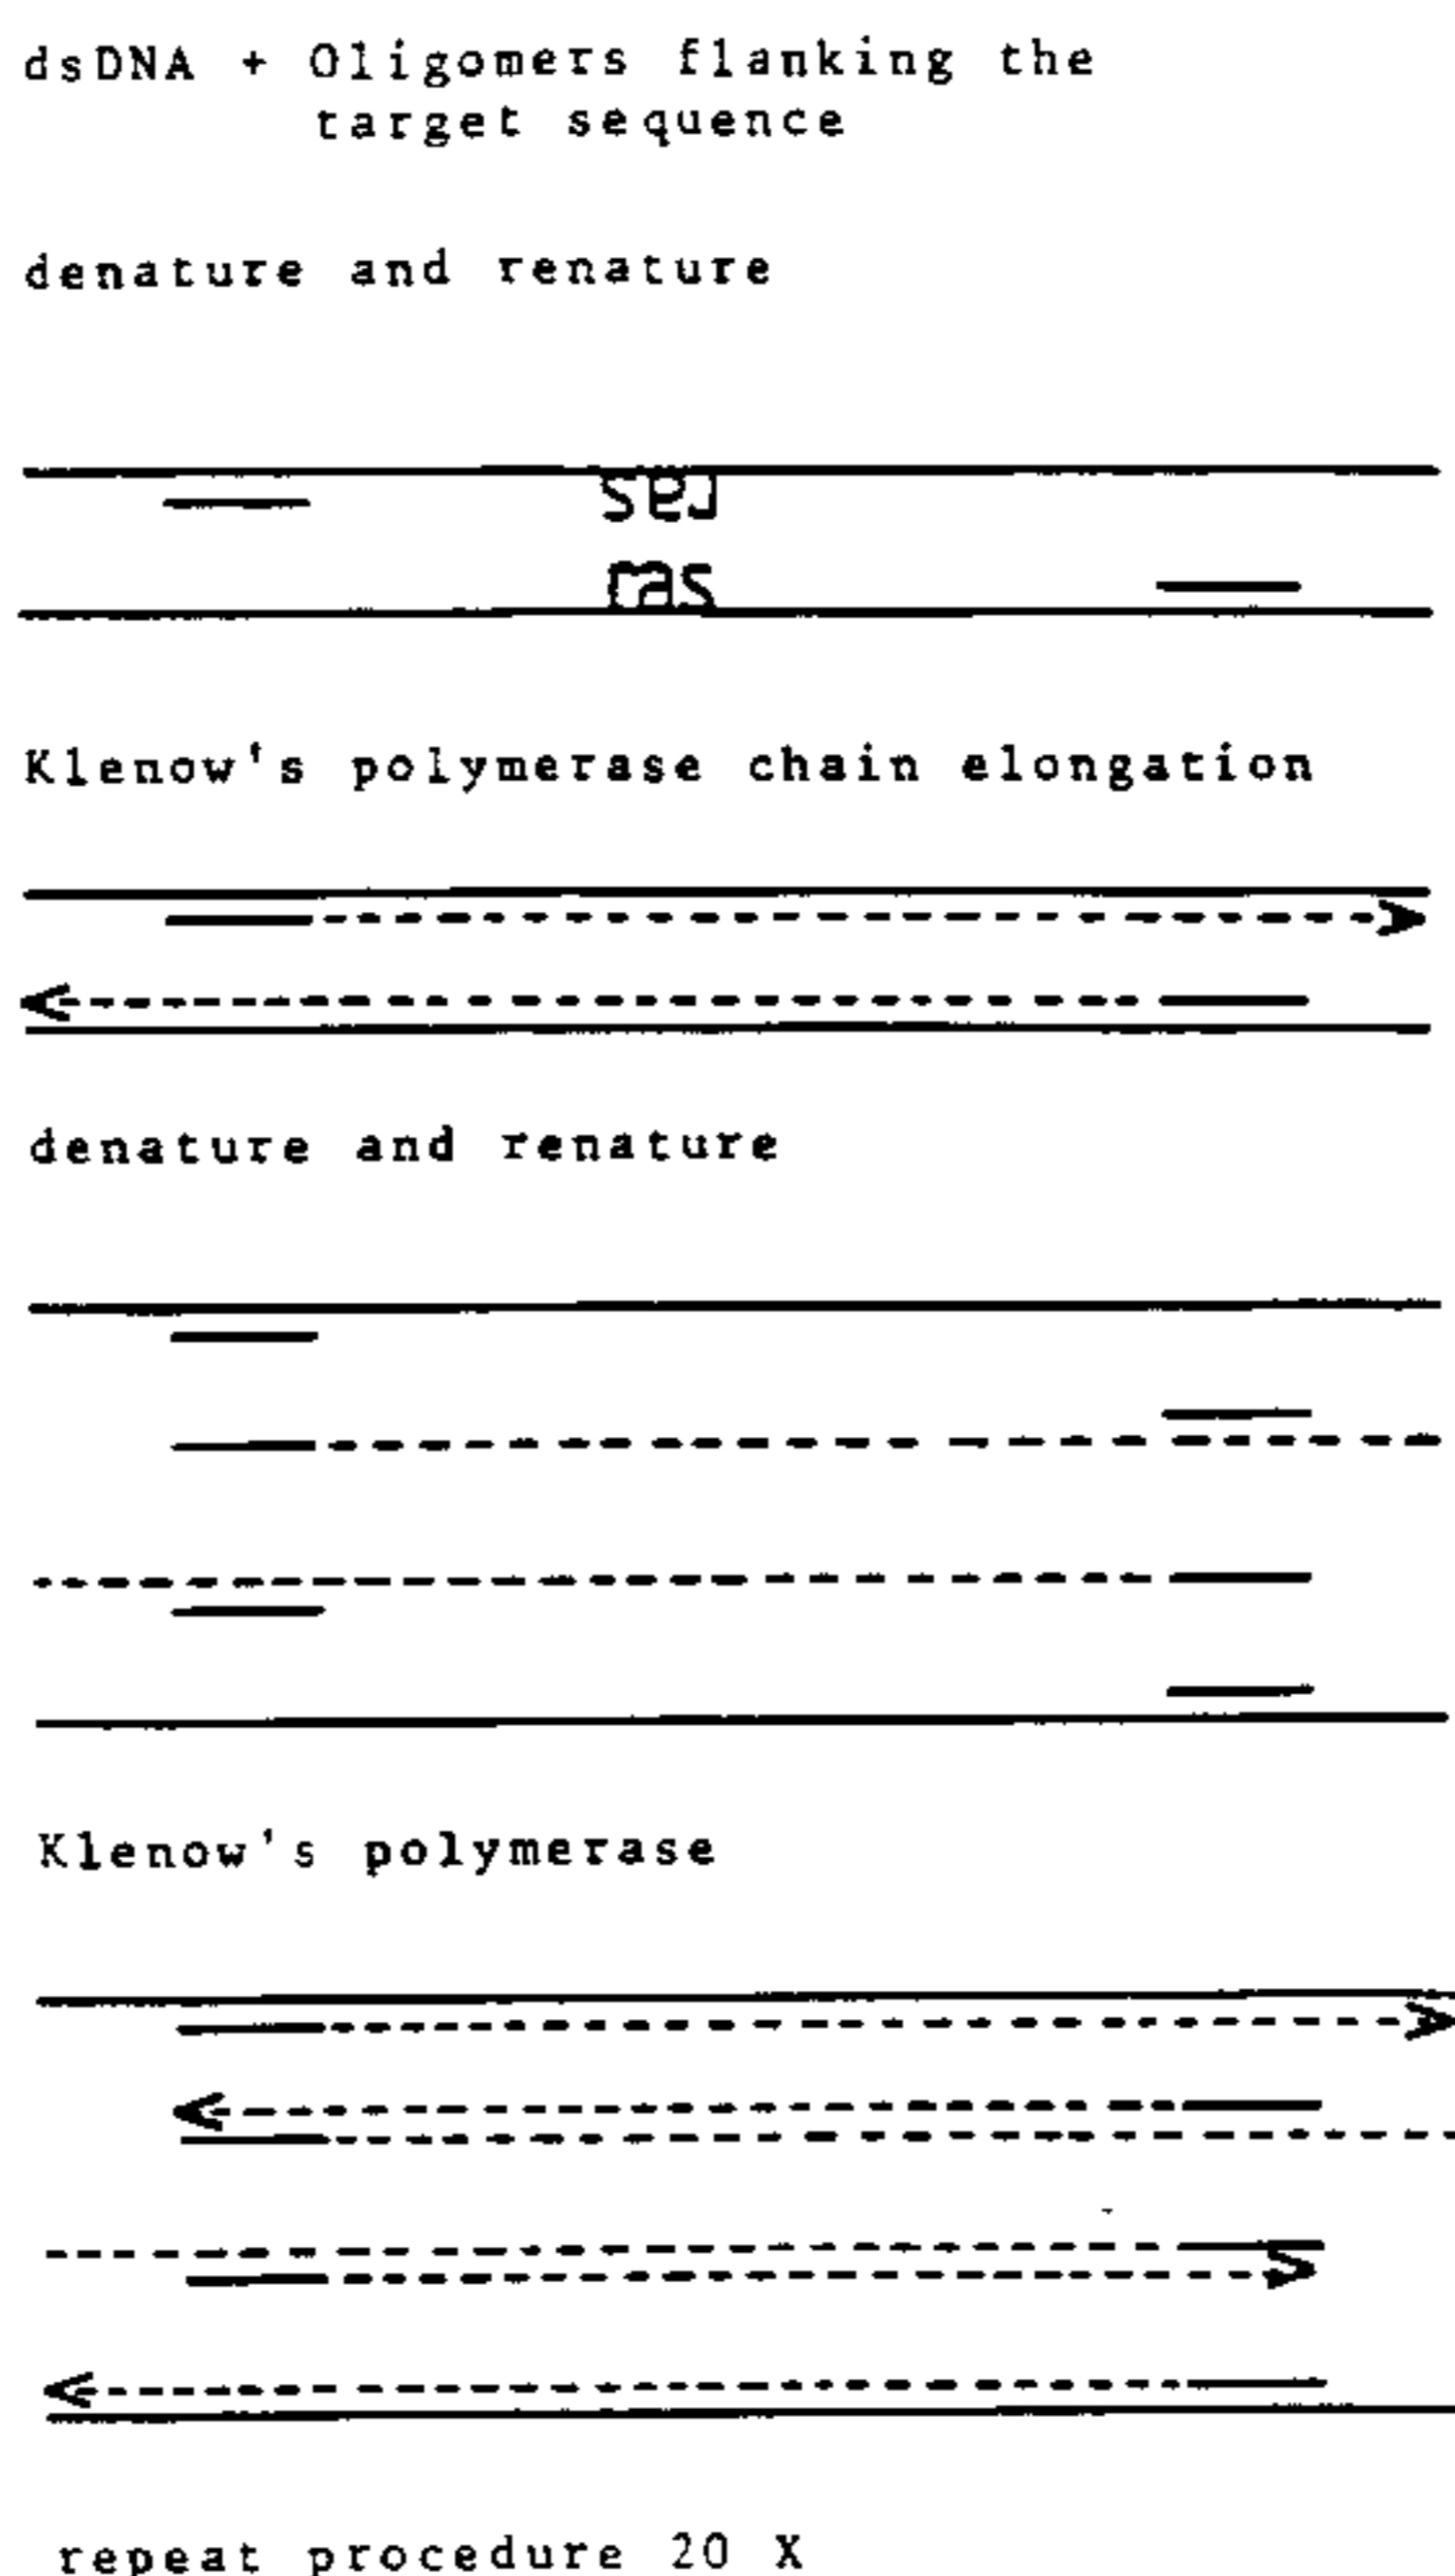 dsDNA + Oligomers flanking the
target sequence
denature and renature
ras
ras
Klenow's polymerase chain elongation
denature and renature
Klenow's polymerase
repeat procedure 20 X